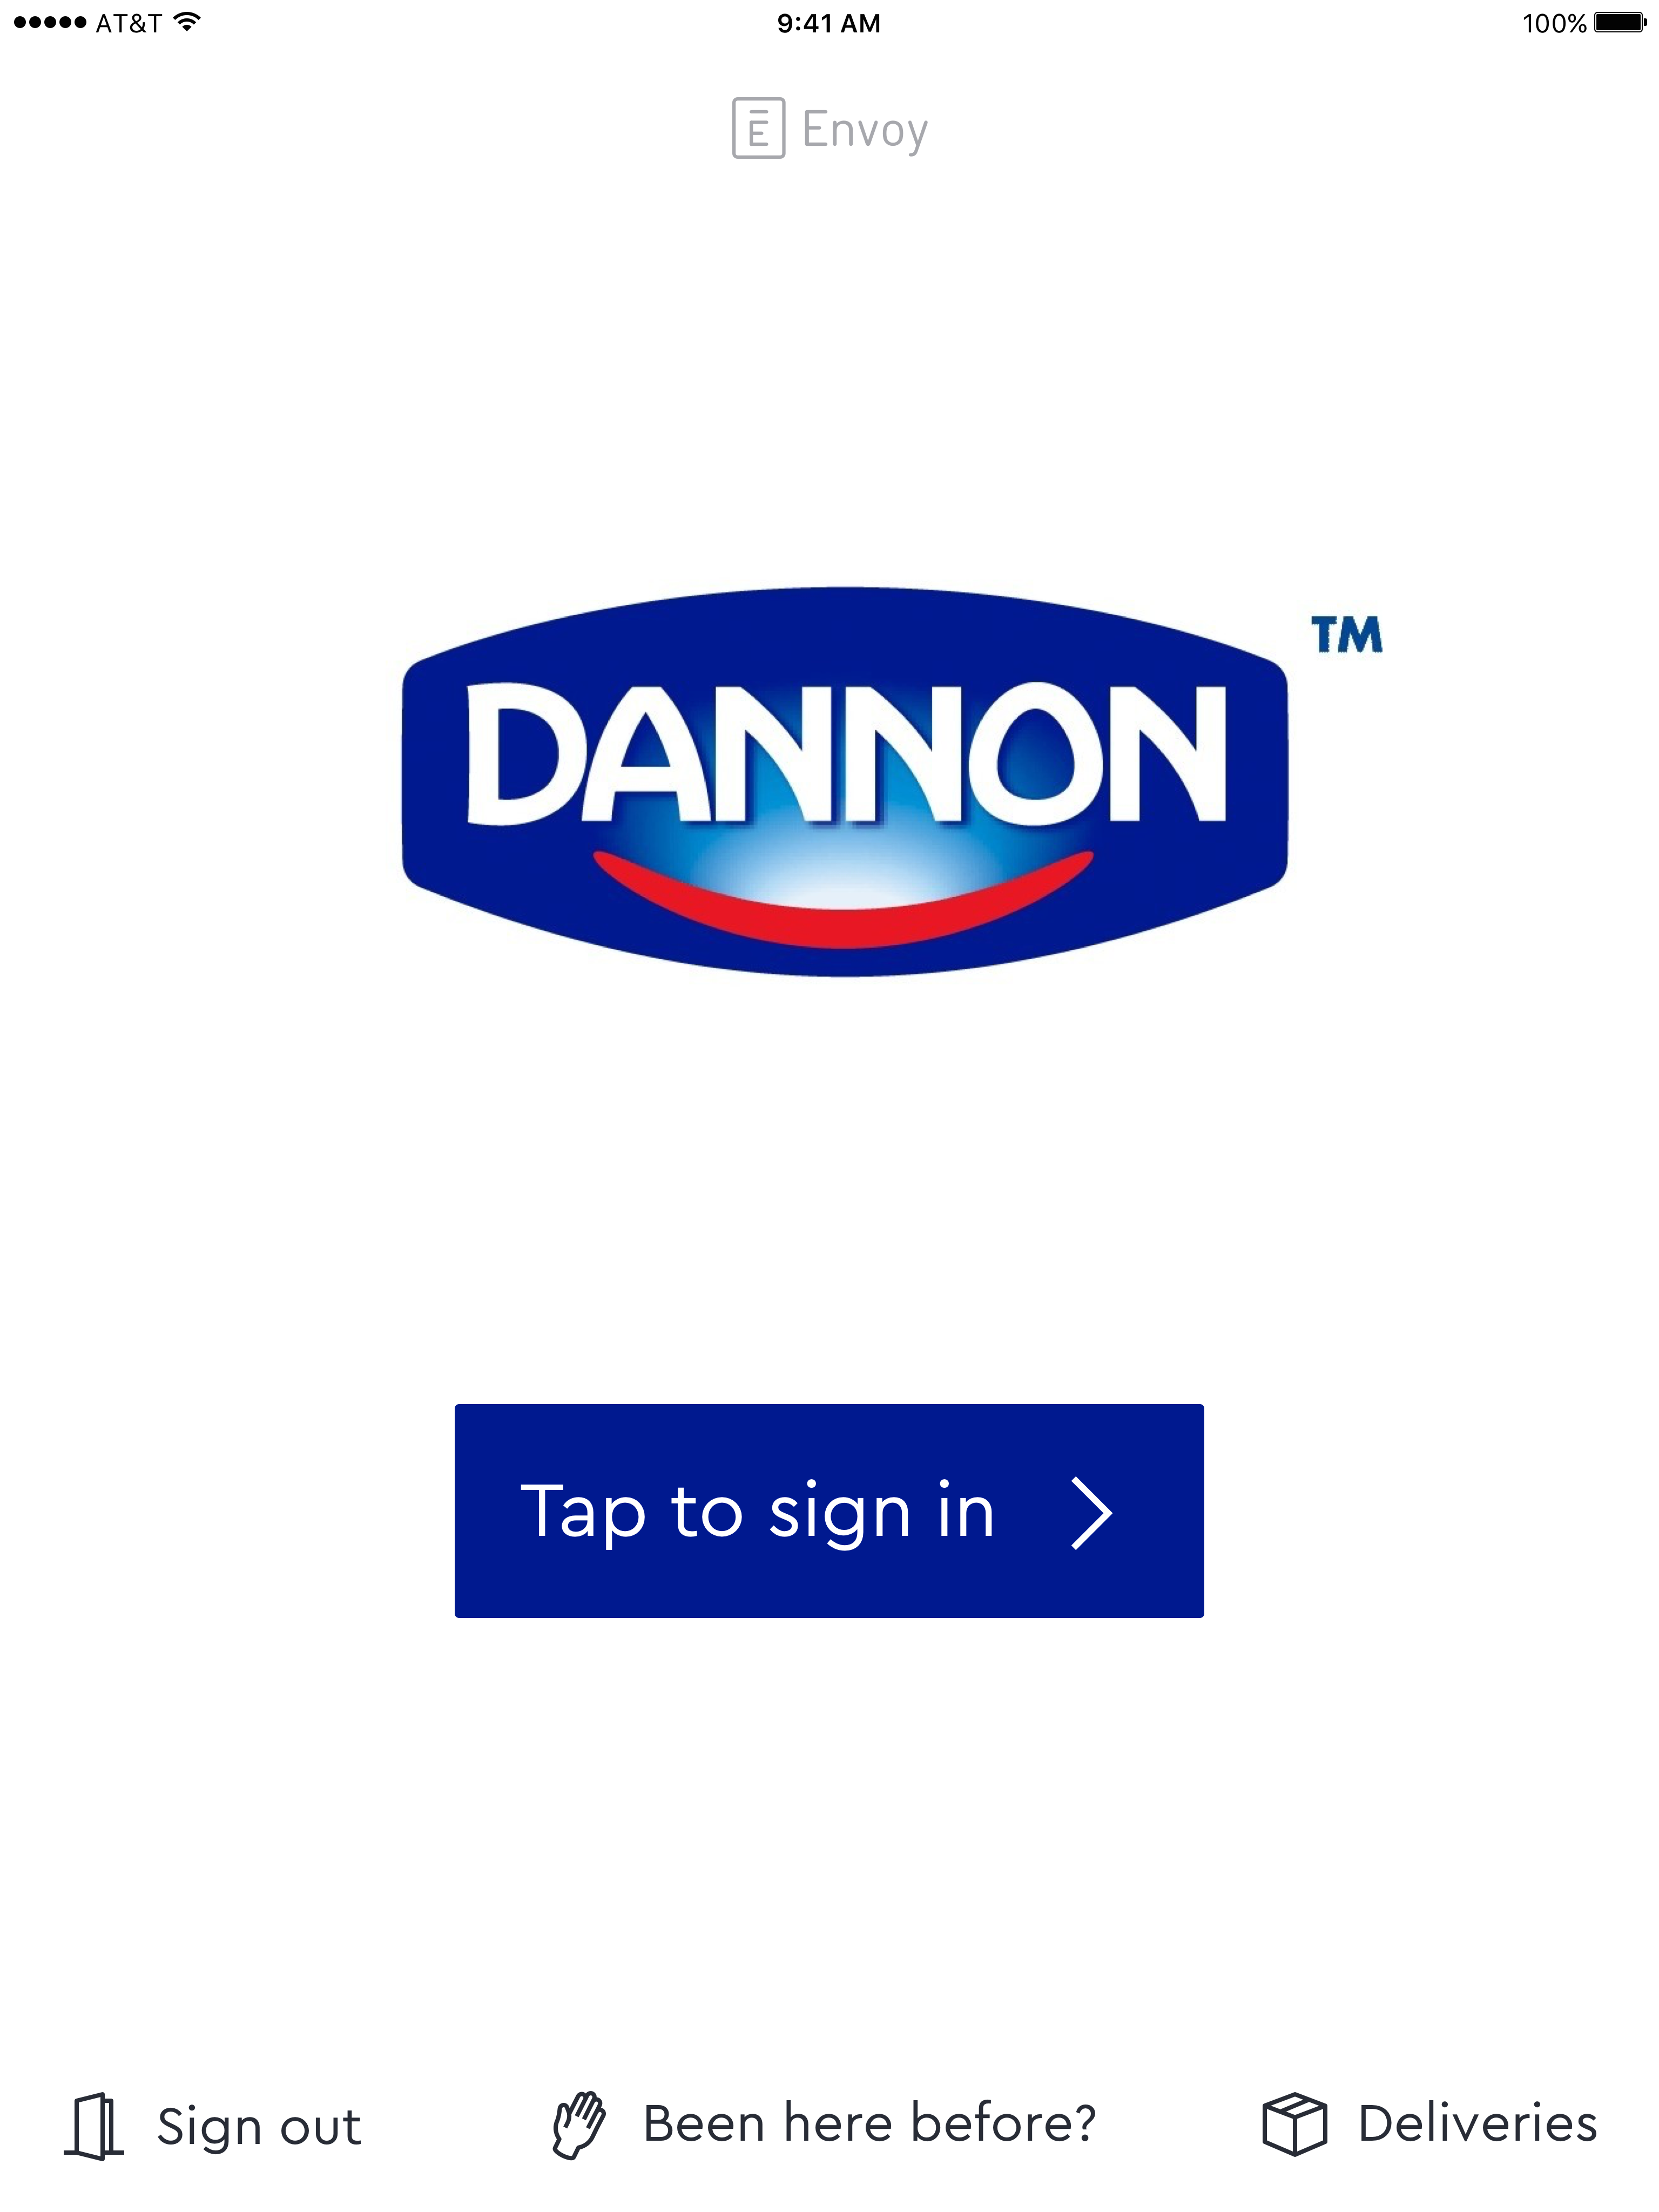 AT&T 9:41 AM 100%
E Envoy
DANNON TM
Tap to sign in
Sign out Been here before? Deliveries